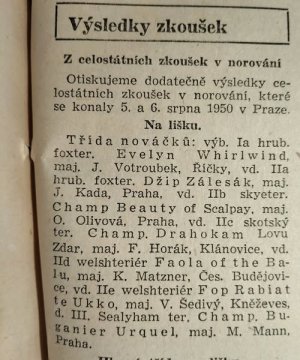 Výsledky zkoušek
Z celostátních zkoušek v norování
Otiskujeme dodatečně výsledky ce-
lostátních zkoušek v norování, které
se konaly 5. a 6. srpna 1950 v Praze.
Na lišku.
Třída nováčků: výb. Ia hrub.
foxter. Evelyn Whirlwind,
maj. J. Votroubek, Říčky, vd. IIa
hrub. foxter. Džip Zálesák, maj.
J. Kada, Praha, vd. IIb skyeter.
Champ Beauty of Scalpay, maj.
O. Olivová, Praha, vd. IIc skotský
ter. Champ. Drahokam Lovu
Zdar, maj. F. Horák, Klánovice, vd.
IId welshteriér Faola of the Ba-
lu, maj. K. Matzner, Čes. Budějovi-
ce, vd. IIe welshteriér Fop Rabiat
te Ukko, maj. V. Šedivý, Kněževes,
d. III. Sealyham ter. Champ. Bu-
ganier Urquel, maj. M. Mann,
Praha.